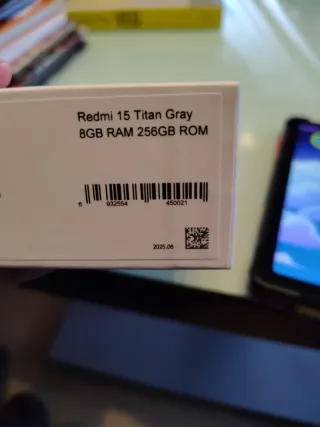 Redmi 15 Titan Gray
8GB RAM 256GB ROM
6 932554 450021
2025.06